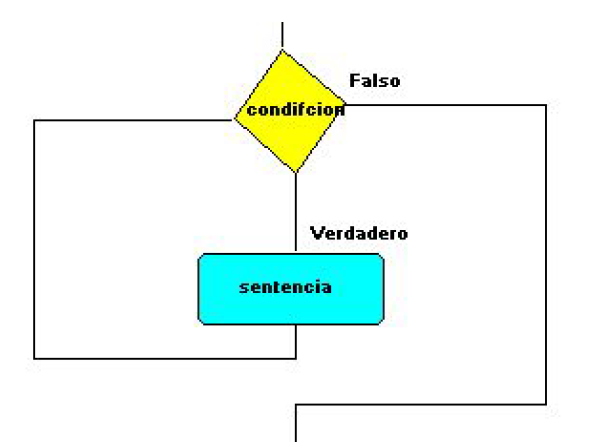 Falso
condifcion
Verdadero
sentencia